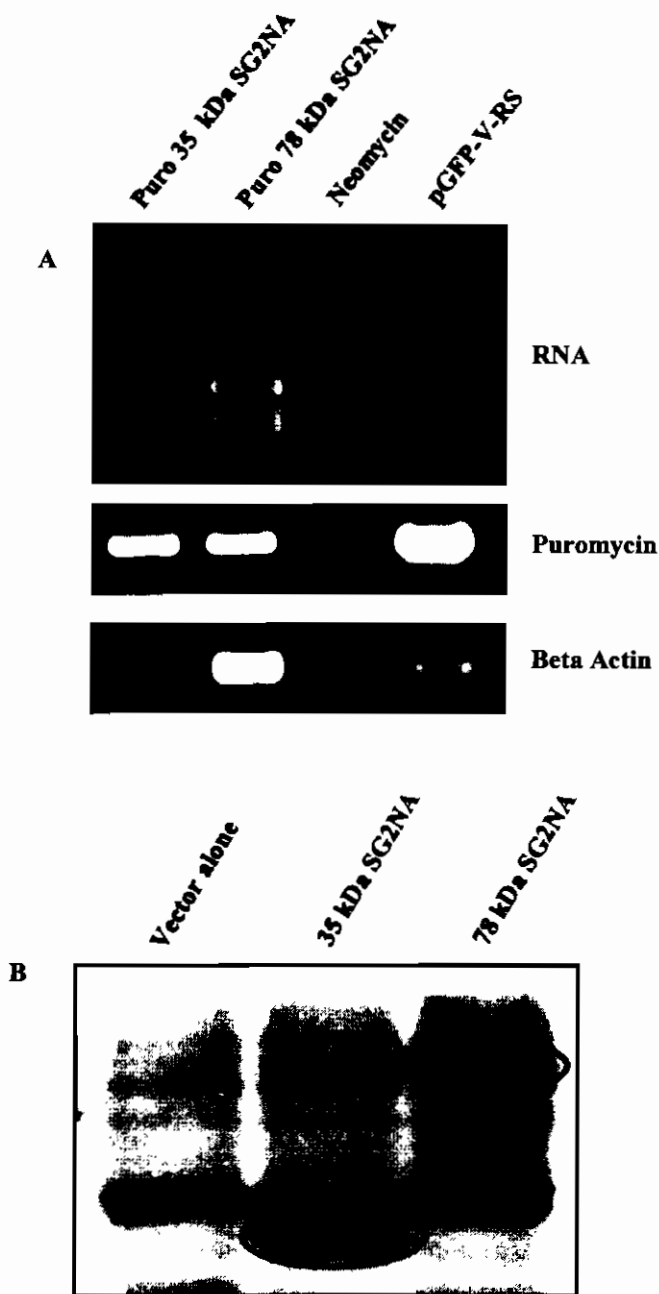 Puro 35 kDa SG2NA
Puro 78 kDa SG2NA
Neomycin
pGFP-V-RS
A
RNA
Puromycin
Beta Actin
Vector alone
35 kDa SG2NA
78 kDa SG2NA
B